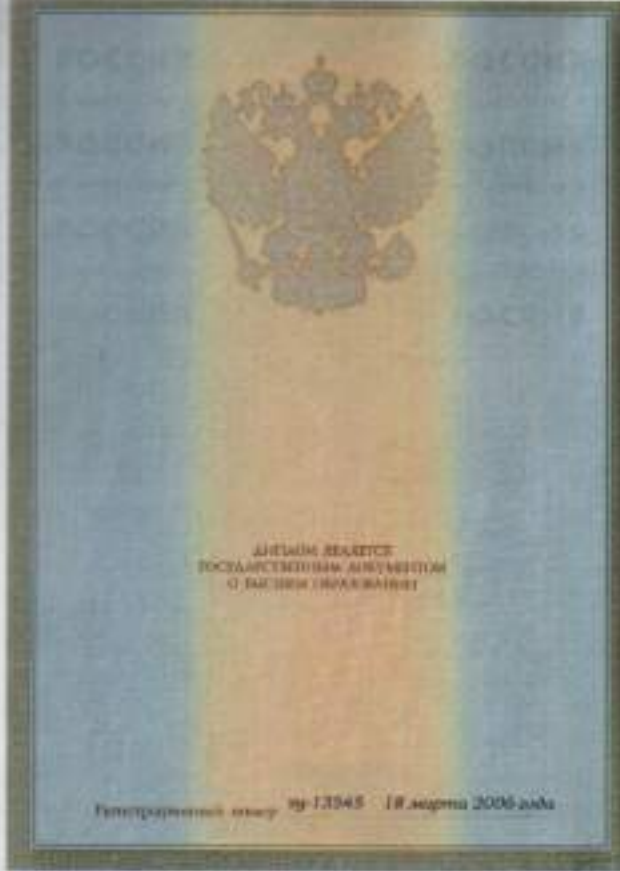 ДИПЛОМ ЯВЛЯЕТСЯ
ГОСУДАРСТВЕННЫМ ДОКУМЕНТОМ
О ВЫСШЕМ ОБРАЗОВАНИИ
Регистрационный номер 18 марта 2006 года